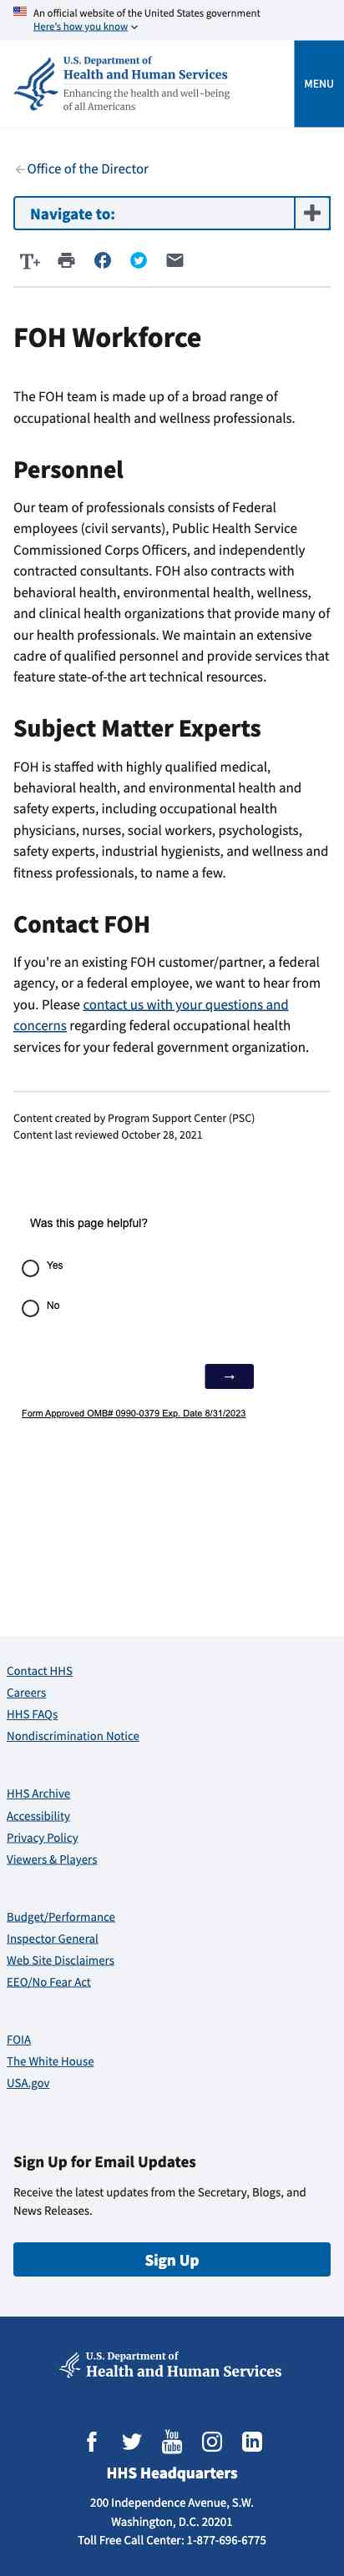 An official website of the United States government
Here's how you know
U.S. Department of
Health and Human Services
Enhancing the health and well-being
of all Americans
MENU
Office of the Director
Navigate to:
FOH Workforce
The FOH team is made up of a broad range of
occupational health and wellness professionals.
Personnel
Our team of professionals consists of Federal
employees (civil servants), Public Health Service
Commissioned Corps Officers, and independently
contracted consultants. FOH also contracts with
behavioral health, environmental health, wellness,
and clinical health organizations that provide many of
our health professionals. We maintain an extensive
cadre of qualified personnel and provide services that
feature state-of-the art technical resources.
Subject Matter Experts
FOH is staffed with highly qualified medical,
behavioral health, and environmental health and
safety experts, including occupational health
physicians, nurses, social workers, psychologists,
safety experts, industrial hygienists, and wellness and
fitness professionals, to name a few.
Contact FOH
If you're an existing FOH customer/partner, a federal
agency, or a federal employee, we want to hear from
you. Please contact us with your questions and
concerns regarding federal occupational health
services for your federal government organization.
Content created by Program Support Center (PSC)
Content last reviewed October 28, 2021
Was this page helpful?
Yes
No
→
Form Approved OMB# 0990-0379 Exp. Date 8/31/2023
Contact HHS
Careers
HHS FAQs
Nondiscrimination Notice
HHS Archive
Accessibility
Privacy Policy
Viewers & Players
Budget/Performance
Inspector General
Web Site Disclaimers
EEO/No Fear Act
FOIA
The White House
USA.gov
Sign Up for Email Updates
Receive the latest updates from the Secretary, Blogs, and
News Releases.
Sign Up
U.S. Department of
Health and Human Services
You
Tube
HHS Headquarters
200 Independence Avenue, S.W.
Washington, D.C. 20201
Toll Free Call Center: 1-877-696-6775